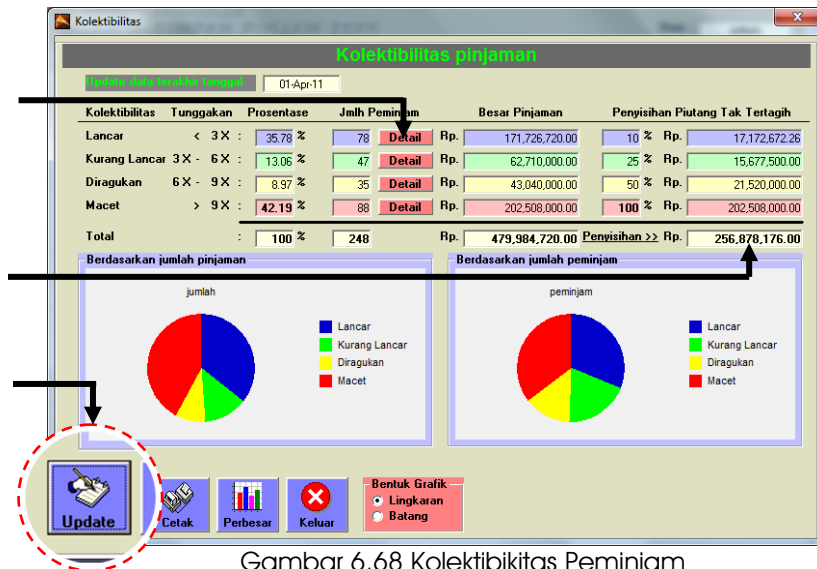 Kolektibilitas
Kolektibilitas pinjaman
Update data terakhir tanggal 01-Apr-11
Kolektibilitas Tunggakan Prosentase Jmlh Peminjam Besar Pinjaman Penyisihan Piutang Tak Tertagih
Lancar < 3 X : 35.78 % 78 Detail Rp. 171,726,720.00 10 % Rp. 17,172,672.26
Kurang Lancar 3 X - 6 X : 13.06 % 47 Detail Rp. 62,710,000.00 25 % Rp. 15,677,500.00
Diragukan 6 X - 9 X : 8.97 % 35 Detail Rp. 43,040,000.00 50 % Rp. 21,520,000.00
Macet > 9 X : 42.19 % 88 Detail Rp. 202,508,000.00 100 % Rp. 202,508,000.00
Total : 100 % 248 Rp. 479,984,720.00 Penyisihan >> Rp. 256,878,176.00
Berdasarkan jumlah pinjaman
jumlah
Lancar
Kurang Lancar
Diragukan
Macet
Berdasarkan jumlah peminjam
peminjam
Lancar
Kurang Lancar
Diragukan
Macet
Update
Cetak
Perbesar
Keluar
Bentuk Grafik
Lingkaran
Batang
Gambar 6.68 Kolektibikitas Peminjam